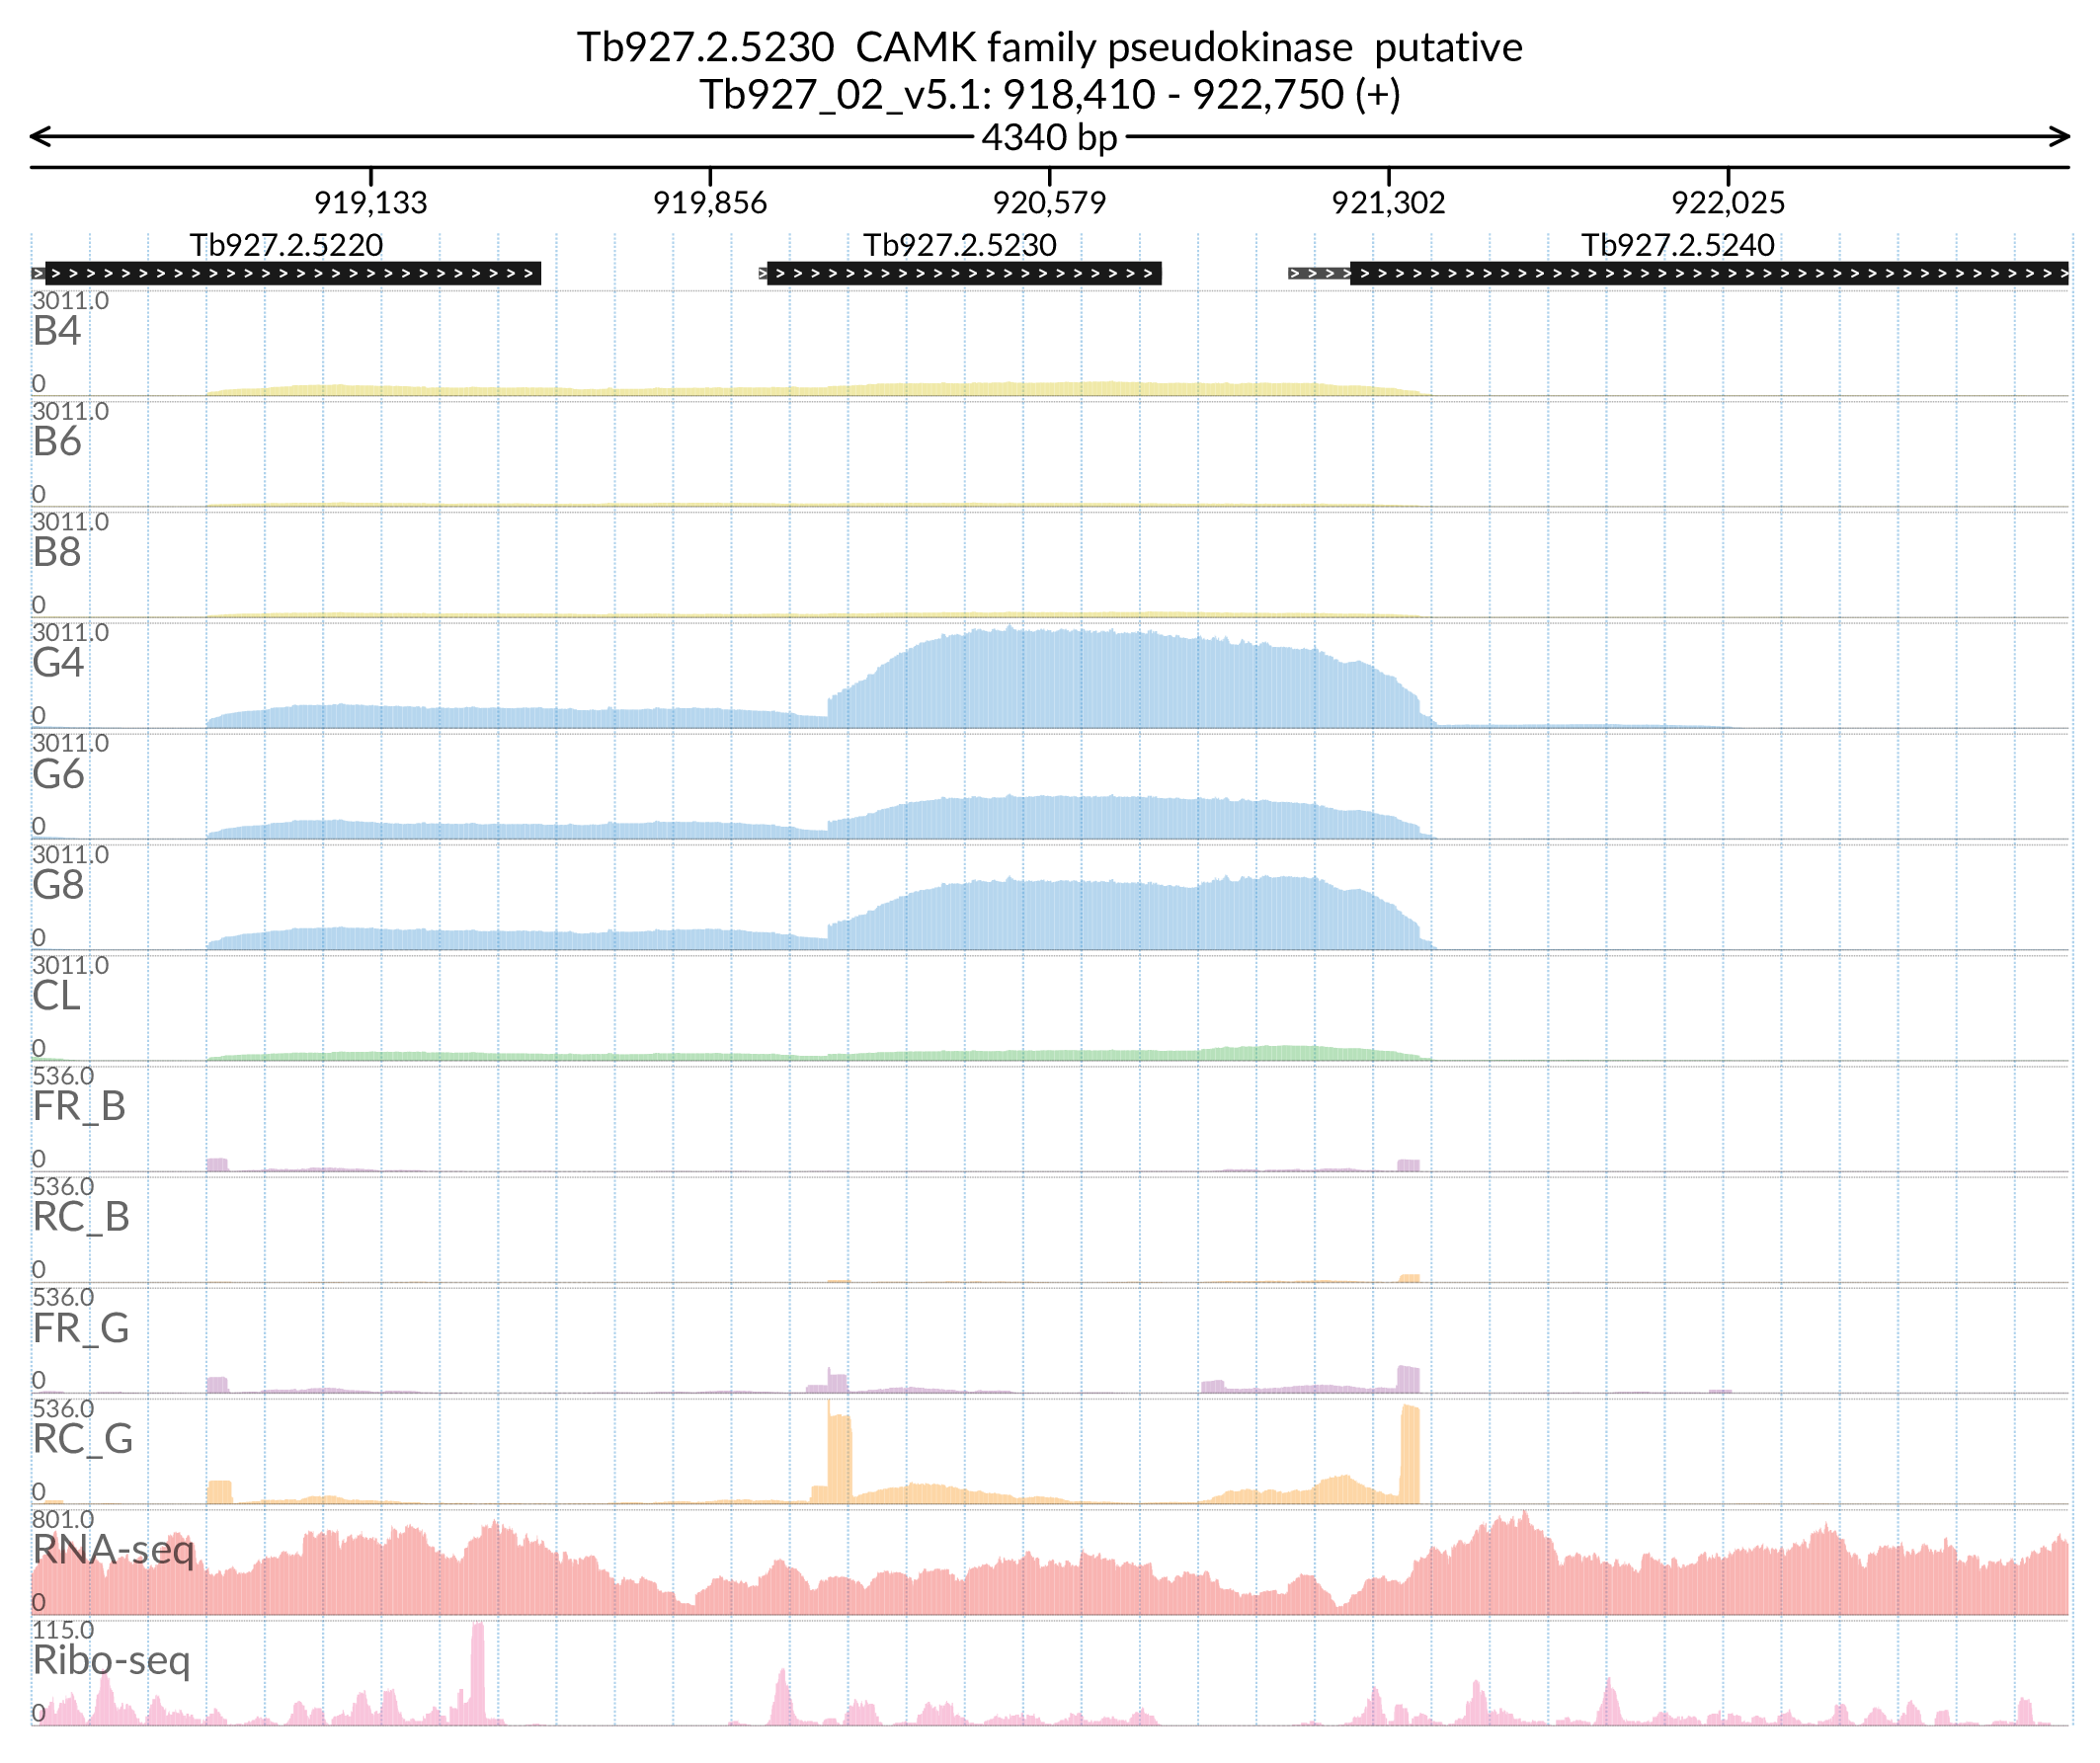 Tb927.2.5230  CAMK family pseudokinase  putative
Tb927_02_v5.1: 918,410 - 922,750 (+)
4340 bp
919,133 919,856 920,579 921,302 922,025
Tb927.2.5220 Tb927.2.5230 Tb927.2.5240
3011.0
B4
0
3011.0
B6
0
3011.0
B8
0
3011.0
G4
0
3011.0
G6
0
3011.0
G8
0
3011.0
CL
0
536.0
FR_B
0
536.0
RC_B
0
536.0
FR_G
0
536.0
RC_G
0
801.0
RNA-seq
0
115.0
Ribo-seq
0